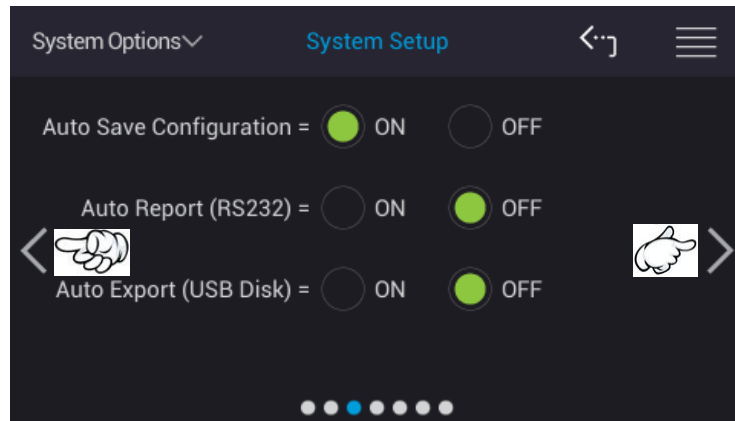 System Options System Setup
Auto Save Configuration = ON OFF
Auto Report (RS232) = ON OFF
Auto Export (USB Disk) = ON OFF